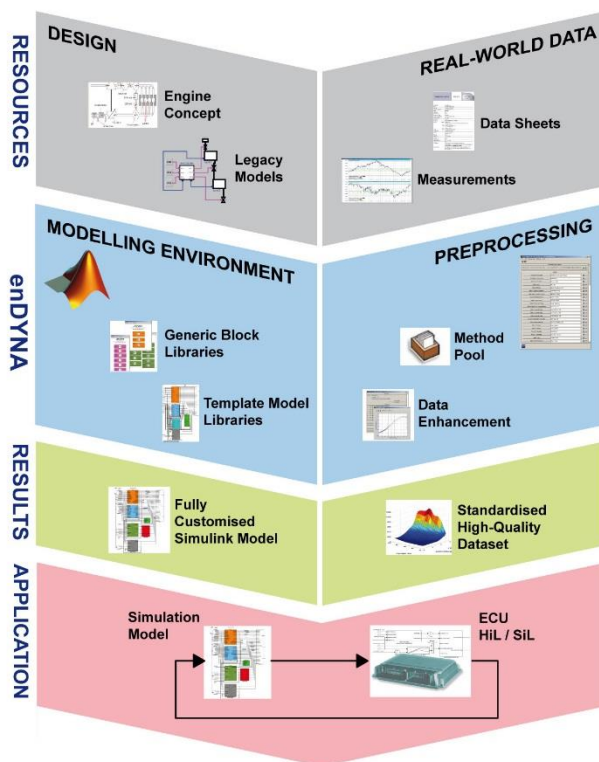 RESOURCES
DESIGN
Engine
Concept
Legacy
Models
REAL-WORLD DATA
Data Sheets
Measurements
enDYNA
MODELLING ENVIRONMENT
Generic Block
Libraries
Template Model
Libraries
PREPROCESSING
Method
Pool
Data
Enhancement
RESULTS
Fully
Customised
Simulink Model
Standardised
High-Quality
Dataset
APPLICATION
Simulation
Model
ECU
HiL / SiL